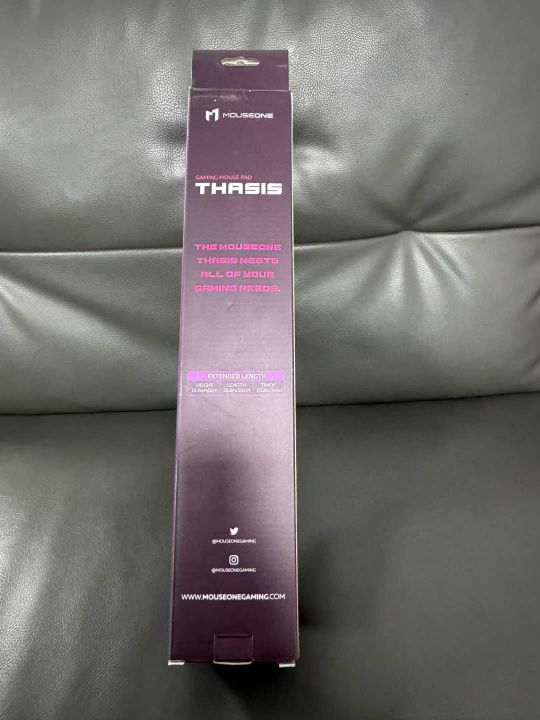 MOUSEONE
GAMING MOUSE PAD
THASIS
THE MOUSEONE
THASIS MEETS
ALL OF YOUR
GAMING NEEDS.
EXTENDED LENGTH
HEIGHT LENGTH THICK
@MOUSEONEGAMING
@MOUSEONEGAMING
WWW.MOUSEONEGAMING.COM